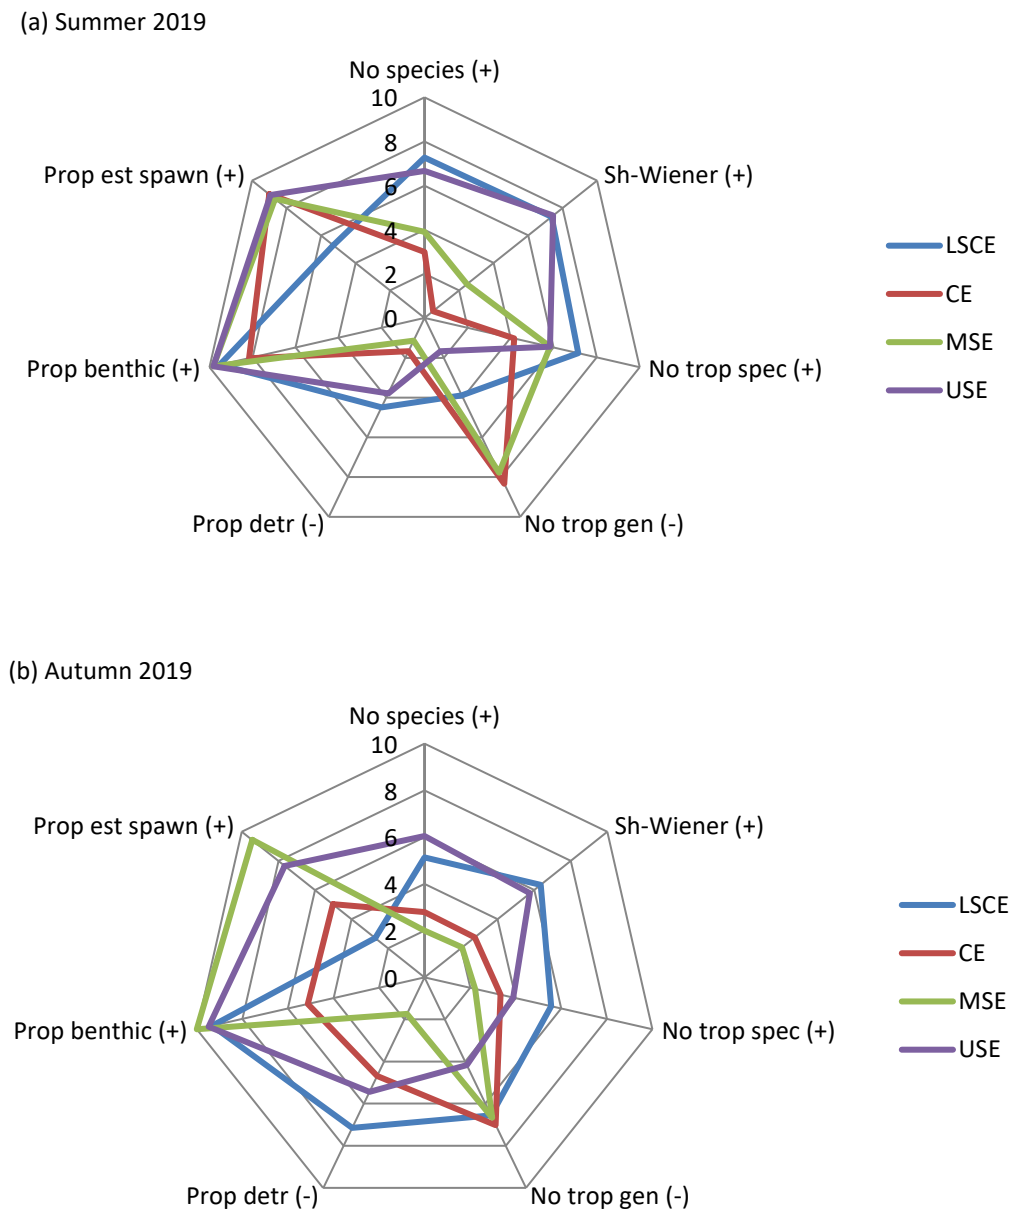 (a) Summer 2019
No species (+)
10
8
6
4
2
0
Prop est spawn (+)
Sh-Wiener (+)
Prop benthic (+)
No trop spec (+)
Prop detr (-)
No trop gen (-)
LSCE
CE
MSE
USE
(b) Autumn 2019
No species (+)
10
8
6
4
2
0
Prop est spawn (+)
Sh-Wiener (+)
Prop benthic (+)
No trop spec (+)
Prop detr (-)
No trop gen (-)
LSCE
CE
MSE
USE